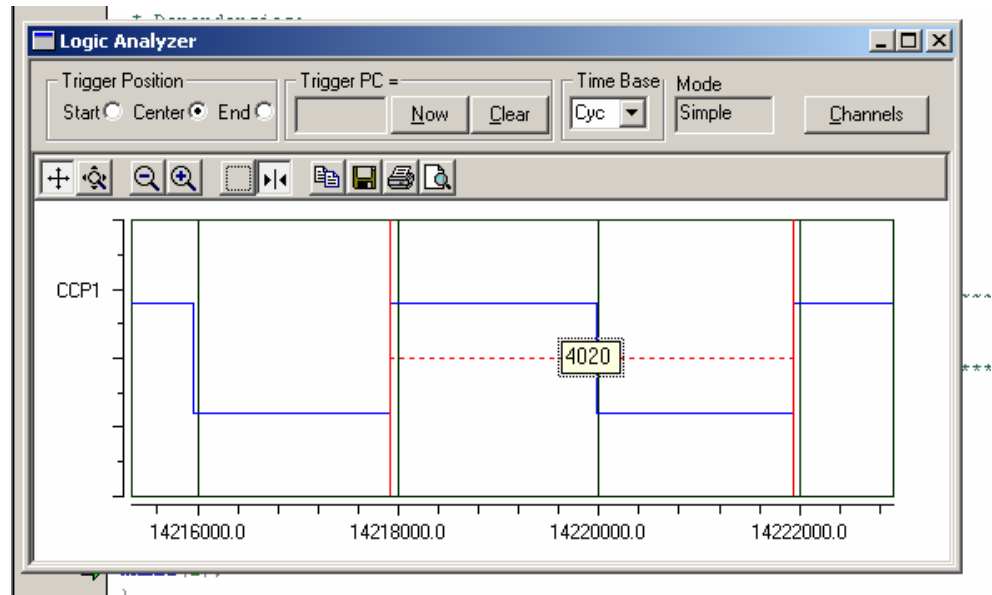 Logic Analyzer
Trigger Position
Start Center End
Trigger PC =
Now Clear
Time Base
Cyc
Mode
Simple
Channels
CCP1
4020
14216000.0 14218000.0 14220000.0 14222000.0